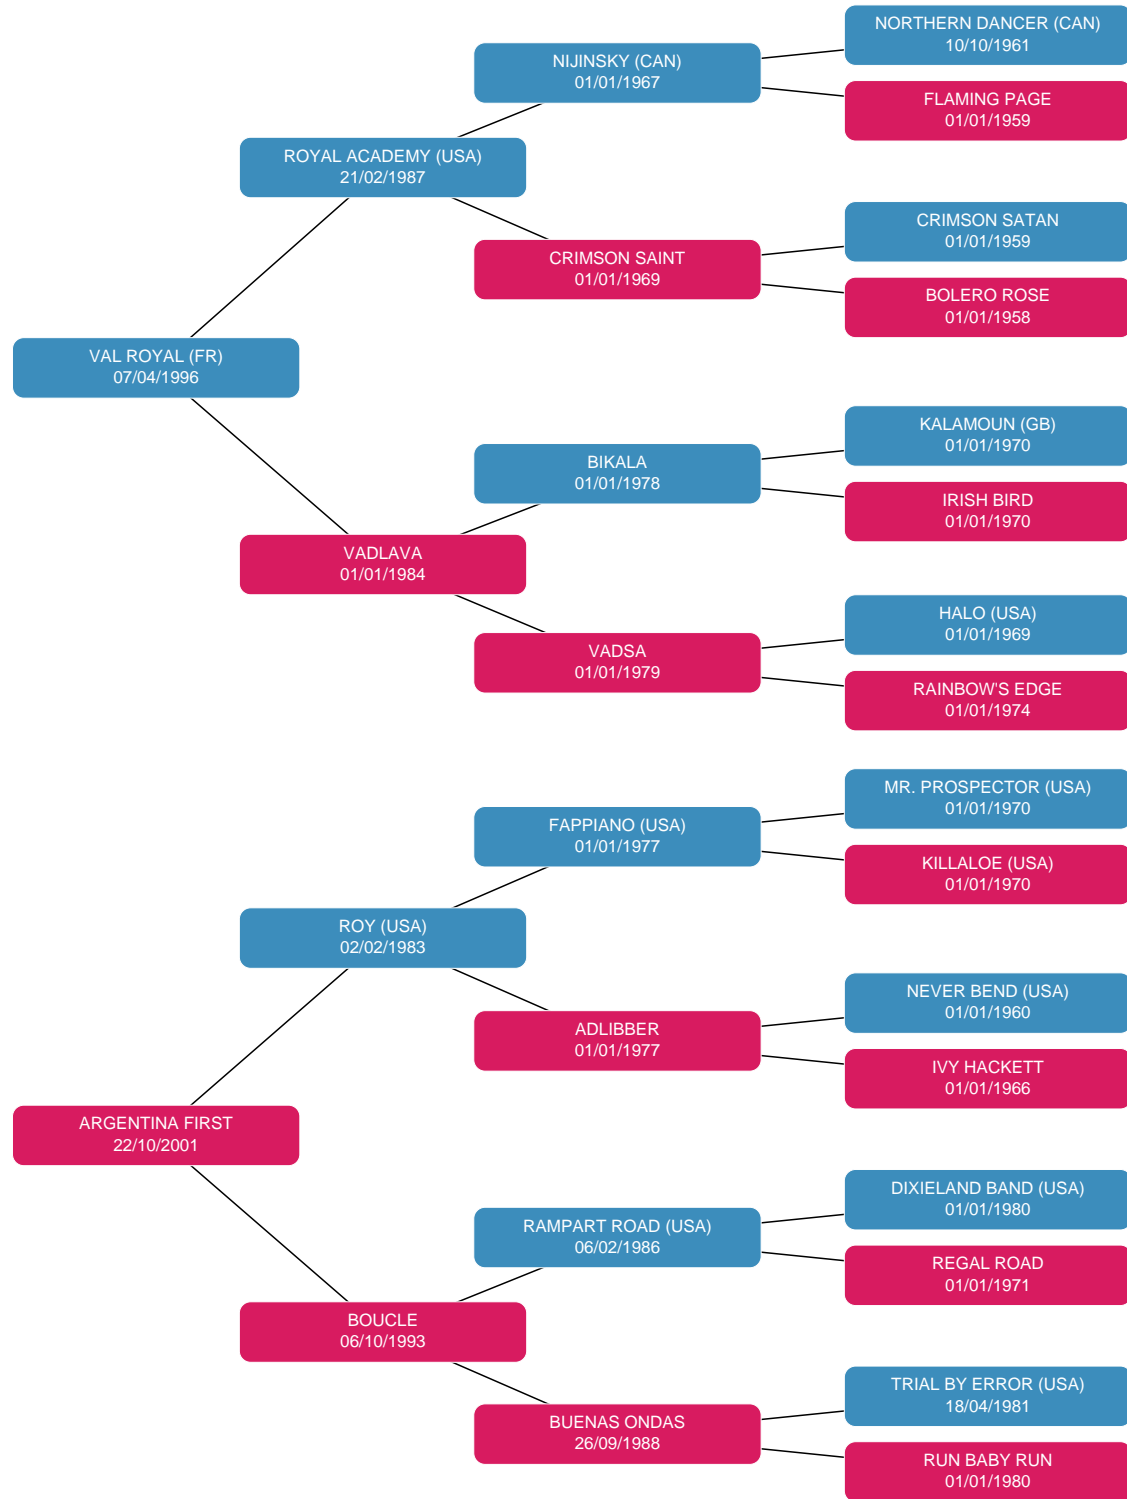 NORTHERN DANCER (CAN)
10/10/1961
NIJINSKY (CAN)
01/01/1967
FLAMING PAGE
01/01/1959
ROYAL ACADEMY (USA)
21/02/1987
CRIMSON SATAN
01/01/1959
CRIMSON SAINT
01/01/1969
BOLERO ROSE
01/01/1958
VAL ROYAL (FR)
07/04/1996
KALAMOUN (GB)
01/01/1970
BIKALA
01/01/1978
IRISH BIRD
01/01/1970
VADLAVA
01/01/1984
HALO (USA)
01/01/1969
VADSA
01/01/1979
RAINBOW'S EDGE
01/01/1974
MR. PROSPECTOR (USA)
01/01/1970
FAPPIANO (USA)
01/01/1977
KILLALOE (USA)
01/01/1970
ROY (USA)
02/02/1983
NEVER BEND (USA)
01/01/1960
ADLIBBER
01/01/1977
IVY HACKETT
01/01/1966
ARGENTINA FIRST
22/10/2001
DIXIELAND BAND (USA)
01/01/1980
RAMPART ROAD (USA)
06/02/1986
REGAL ROAD
01/01/1971
BOUCLE
06/10/1993
TRIAL BY ERROR (USA)
18/04/1981
BUENAS ONDAS
26/09/1988
RUN BABY RUN
01/01/1980